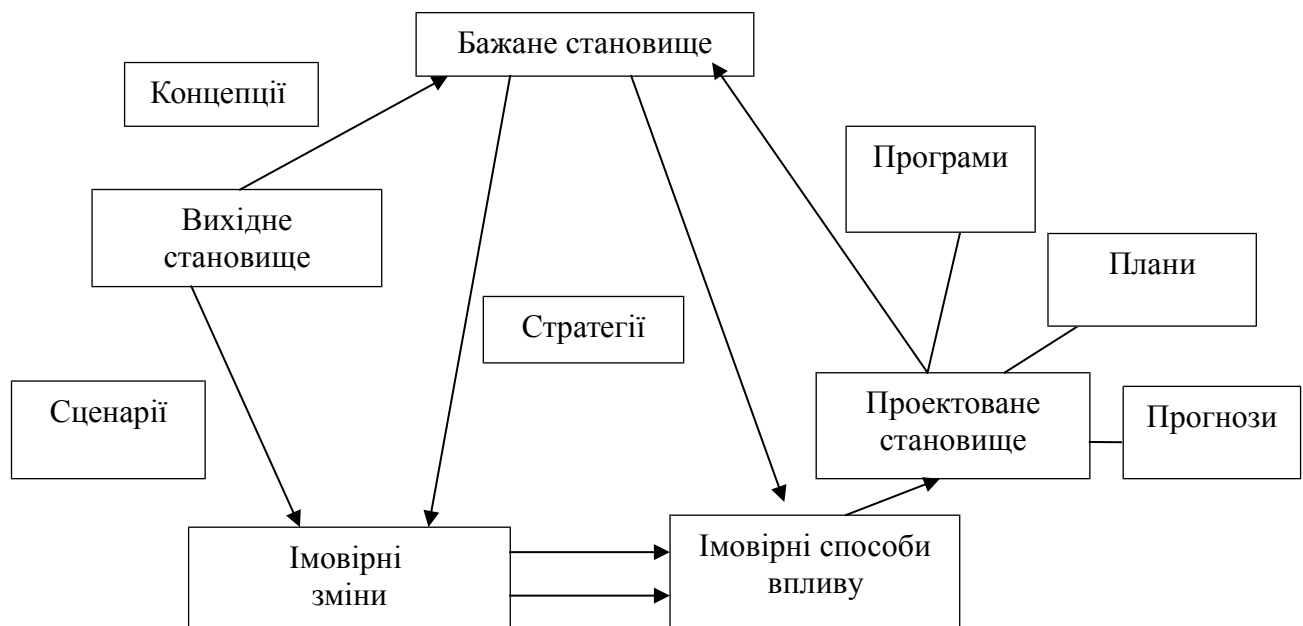 Бажане становище
Концепції
Програми
Вихідне
становище
Плани
Стратегії
Сценарії
Проектоване
становище
Прогнози
Імовірні
зміни
Імовірні способи
впливу